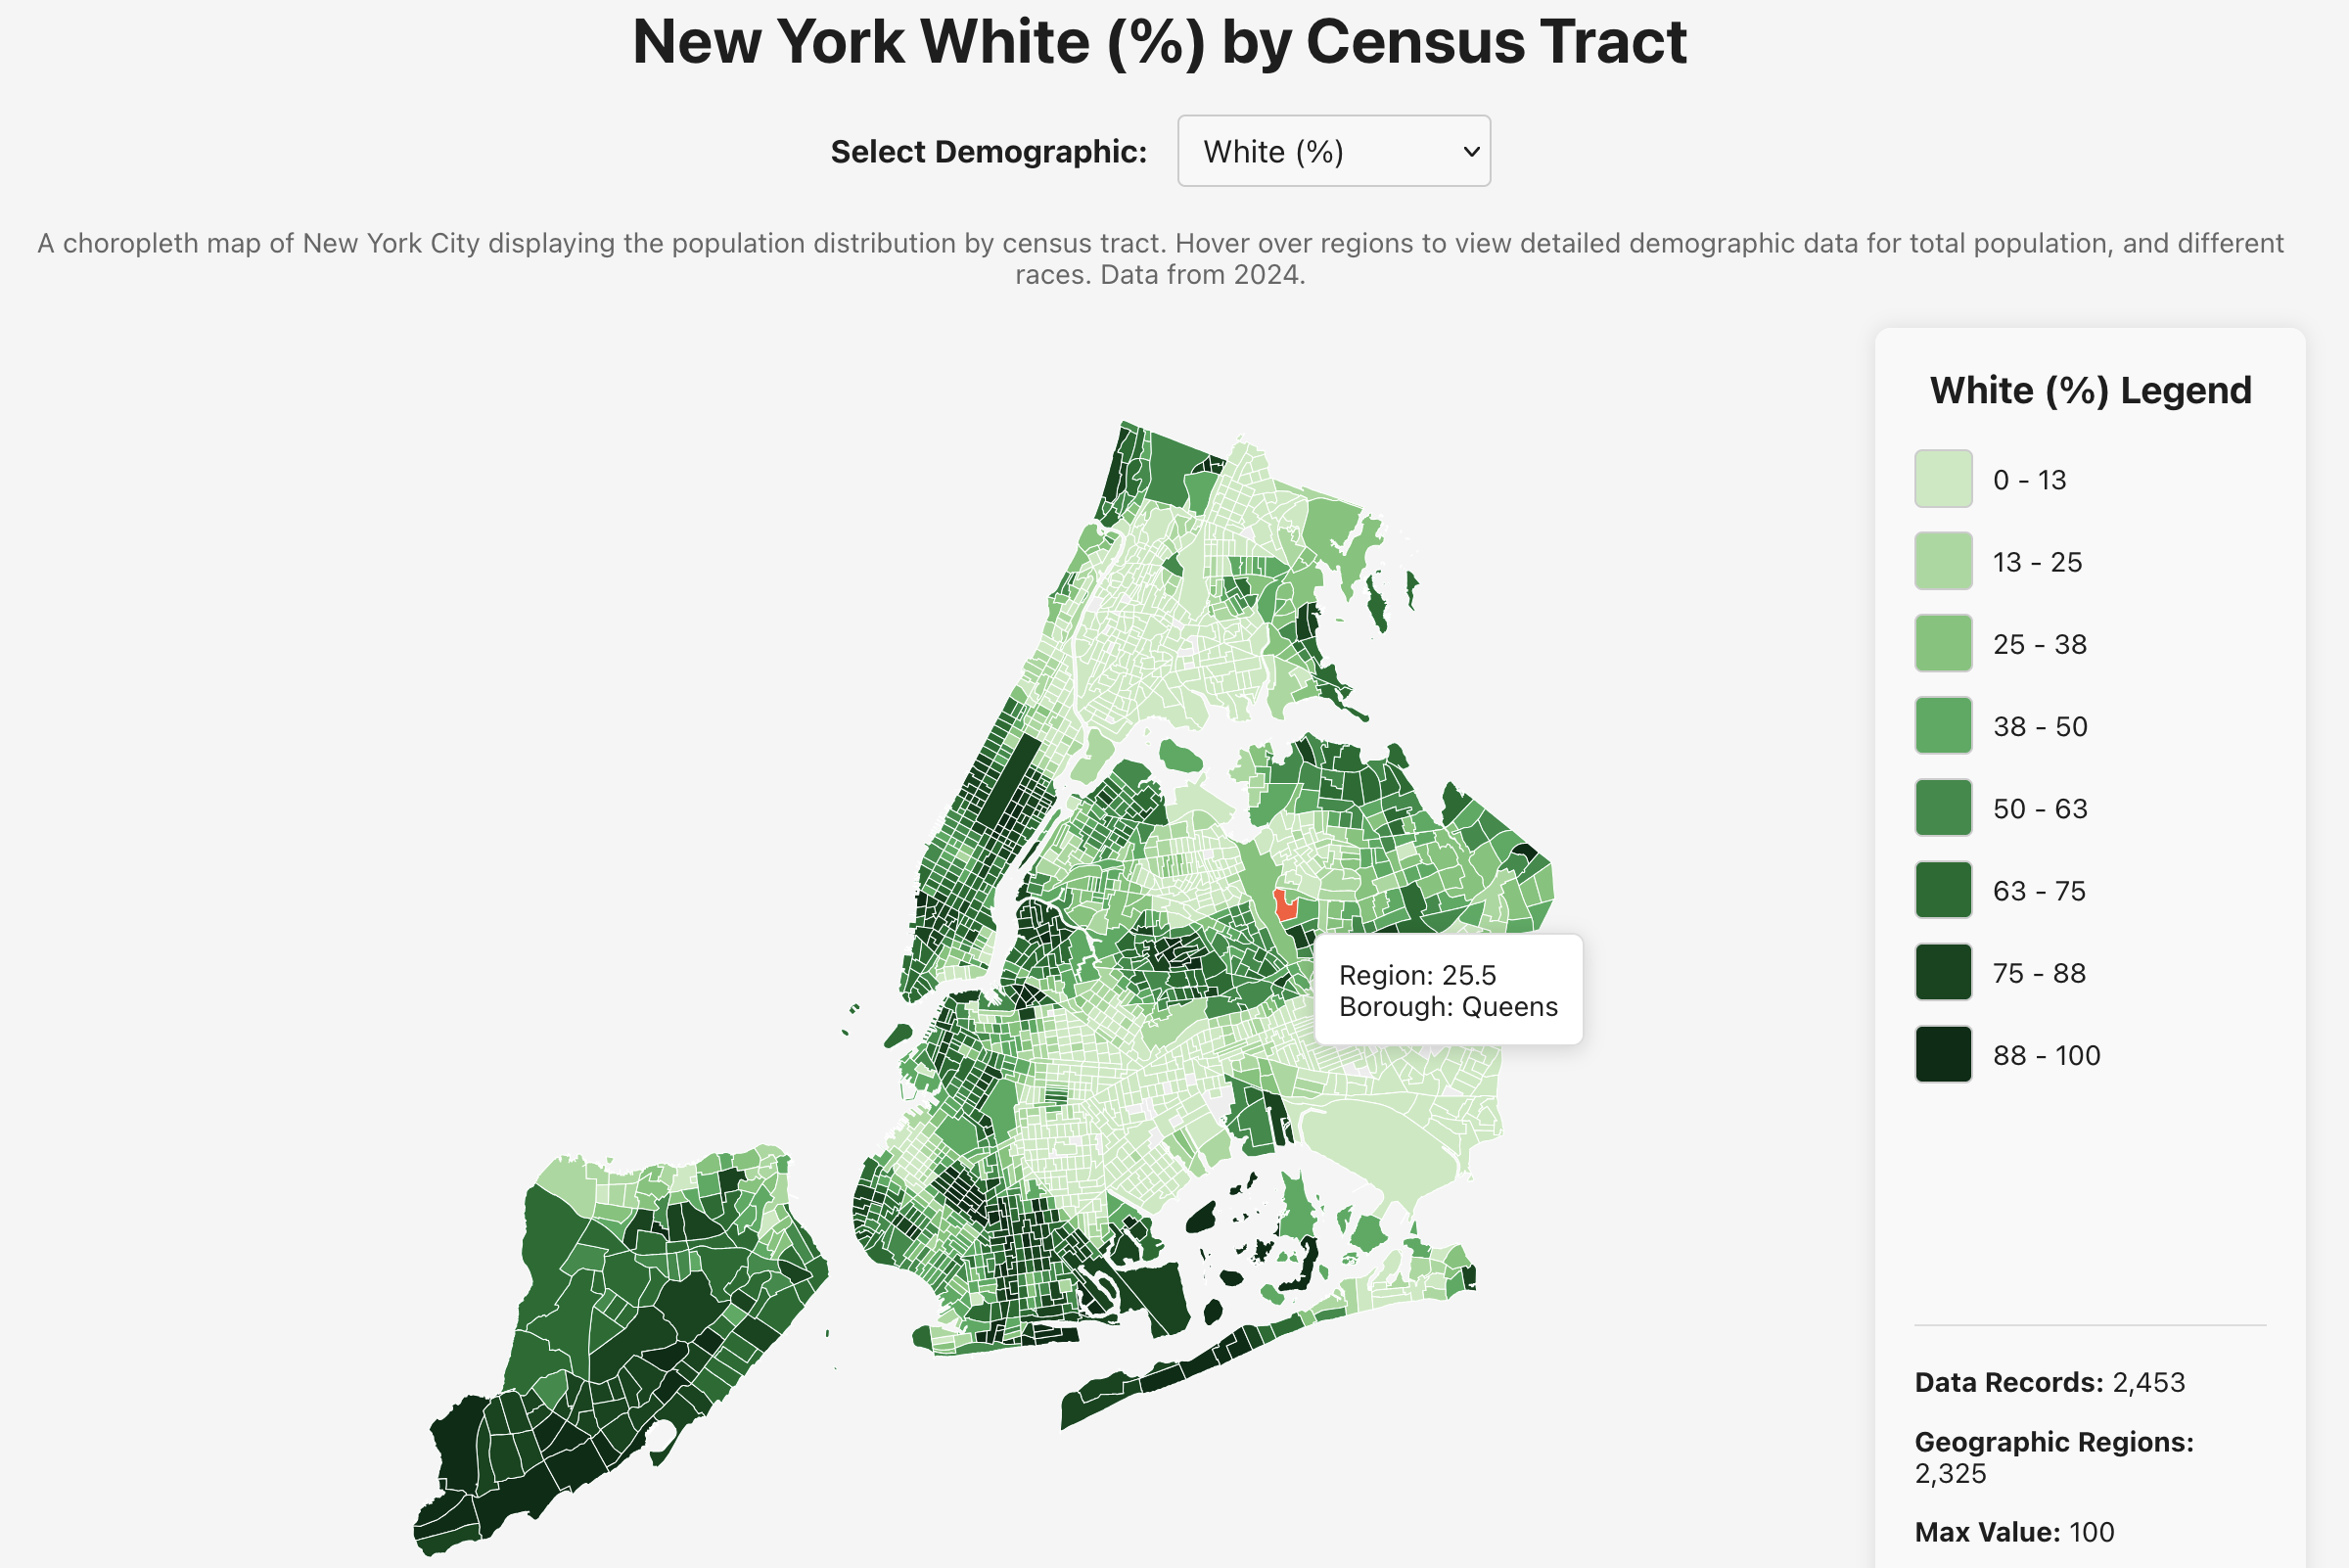 New York White (%) by Census Tract
Select Demographic:
White (%)
A choropleth map of New York City displaying the population distribution by census tract. Hover over regions to view detailed demographic data for total population, and different
races. Data from 2024.
White (%) Legend
0 - 13
13 - 25
25 - 38
38 - 50
50 - 63
63 - 75
75 - 88
88 - 100
Region: 25.5
Borough: Queens
Data Records: 2,453
Geographic Regions:
2,325
Max Value: 100